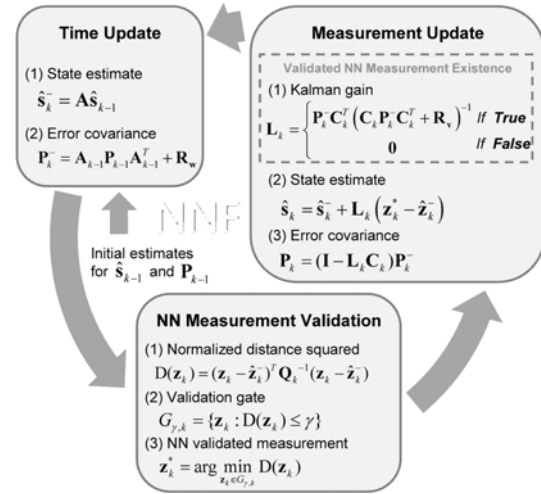 Time Update
(1) State estimate
ŝ_k^- = Aŝ_{k-1}
(2) Error covariance
P_k^- = A_{k-1}P_{k-1}A_{k-1}^T + R_w
Measurement Update
Validated NN Measurement Existence
(1) Kalman gain
L_k = { P_k^- C_k^T (C_k P_k^- C_k^T + R_v)^{-1} If True
0 If False
(2) State estimate
ŝ_k = ŝ_k^- + L_k (z_k^* - ẑ_k^-)
(3) Error covariance
P_k = (I - L_k C_k)P_k^-
NNF
Initial estimates
for ŝ_{k-1} and P_{k-1}
NN Measurement Validation
(1) Normalized distance squared
D(z_k) = (z_k - ẑ_k^-)^T Q_k^{-1} (z_k - ẑ_k^-)
(2) Validation gate
G_{γ,k} = {z_k : D(z_k) ≤ γ}
(3) NN validated measurement
z_k^* = arg min_{z_k∈G_{γ,k}} D(z_k)